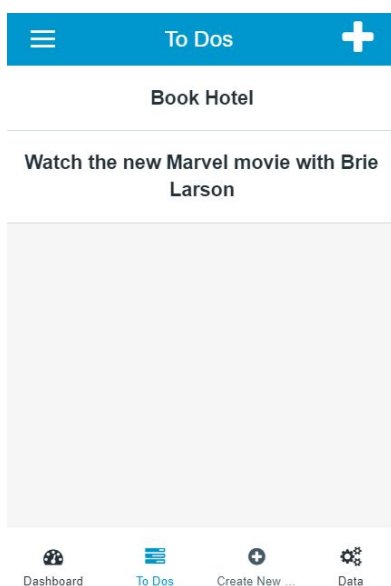 To Dos
Book Hotel
Watch the new Marvel movie with Brie
Larson
Dashboard
To Dos
Create New ...
Data